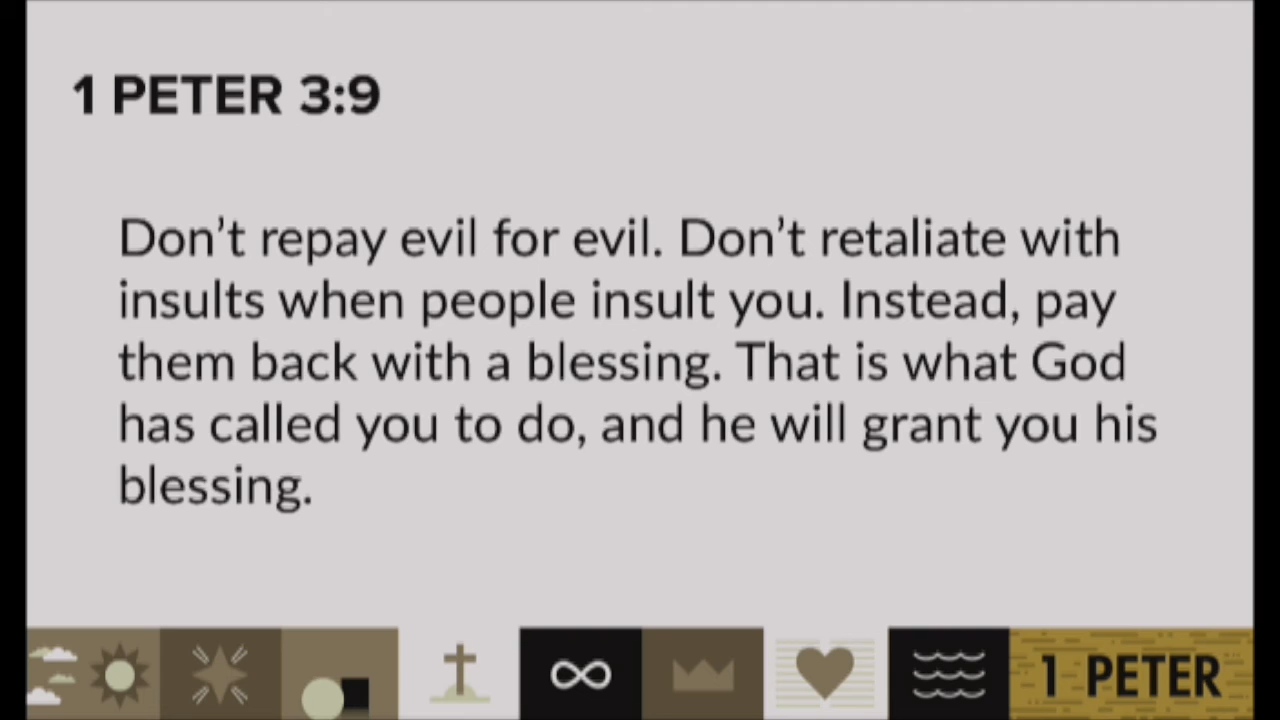 1 PETER 3:9
Don’t repay evil for evil. Don’t retaliate with
insults when people insult you. Instead, pay
them back with a blessing. That is what God
has called you to do, and he will grant you his
blessing.
1 PETER